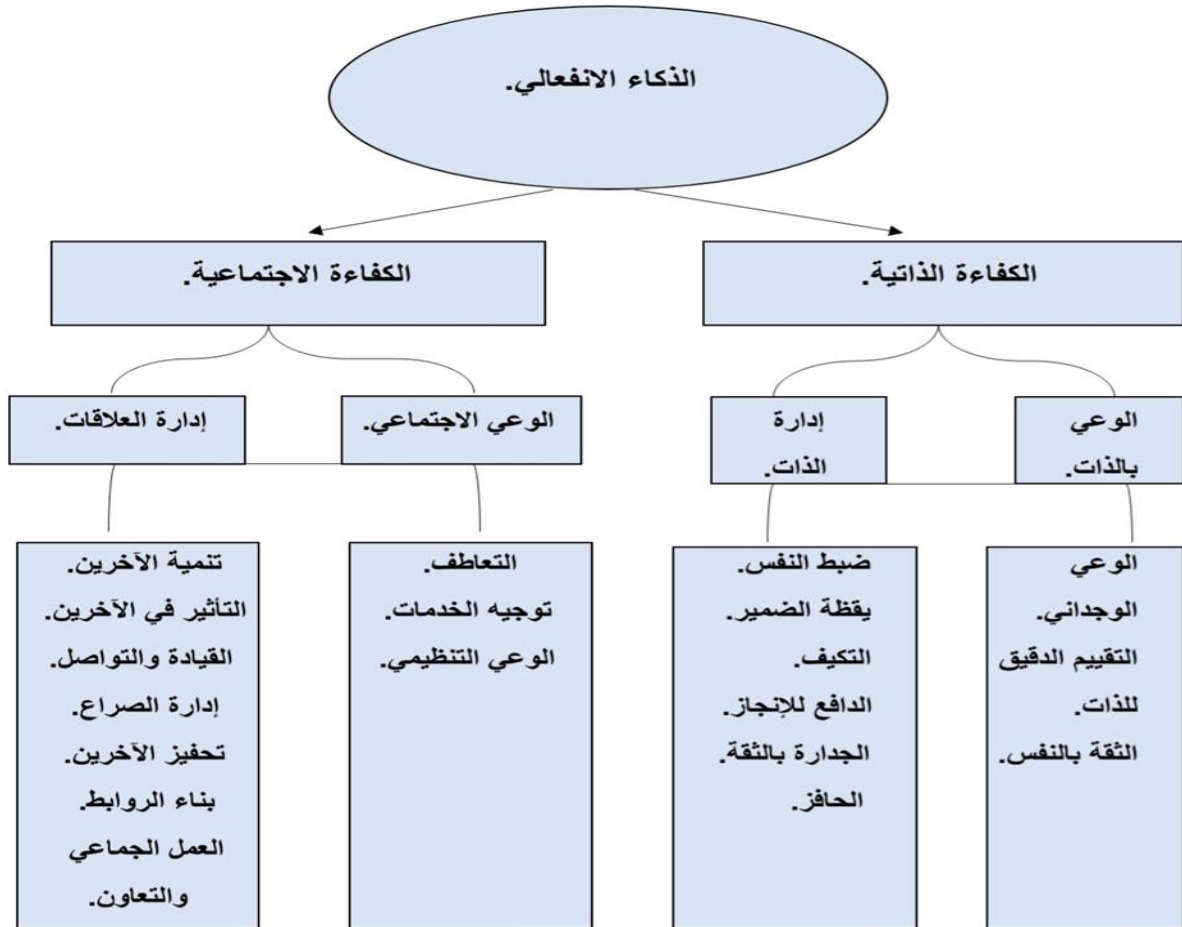 الذكاء الانفعالي.
الكفاءة الذاتية.
الكفاءة الاجتماعية.
الوعي
بالذات.
إدارة
الذات.
الوعي الاجتماعي.
إدارة العلاقات.
الوعي
الوجداني.
التقييم الدقيق
للذات.
الثقة بالنفس.
ضبط النفس.
يقظة الضمير.
التكيف.
الدافع للإنجاز.
الجدارة بالثقة.
الحافز.
التعاطف.
توجيه الخدمات.
الوعي التنظيمي.
تنمية الآخرين.
التأثير في الآخرين.
القيادة والتواصل.
إدارة الصراع.
تحفيز الآخرين.
بناء الروابط.
العمل الجماعي
والتعاون.